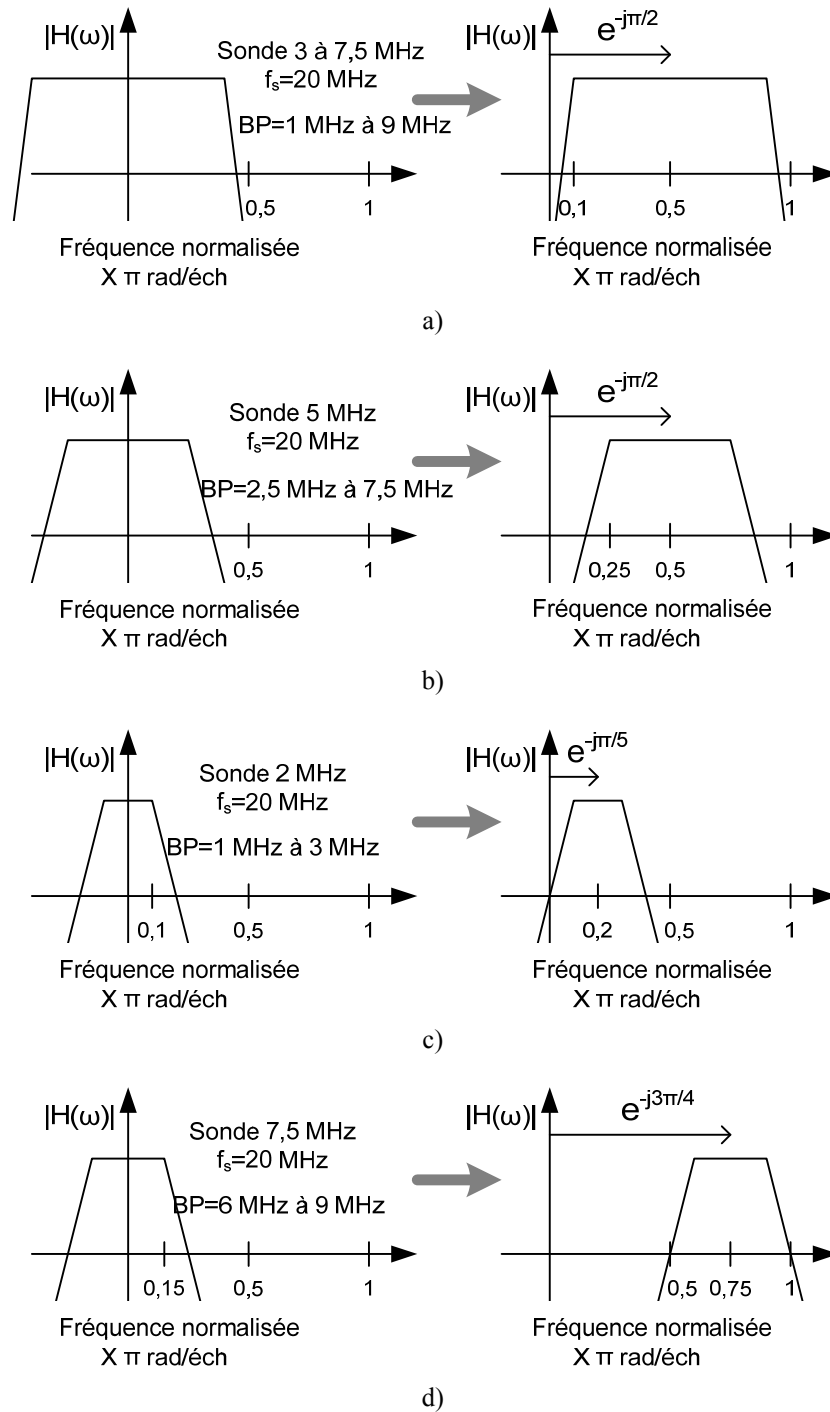 |H(ω)|
Sonde 3 à 7,5 MHz
fs=20 MHz
BP=1 MHz à 9 MHz
0,5
1
Fréquence normalisée
X π rad/éch
|H(ω)|
e-jπ/2
0,1
0,5
1
Fréquence normalisée
X π rad/éch
a)
|H(ω)|
Sonde 5 MHz
fs=20 MHz
BP=2,5 MHz à 7,5 MHz
0,5
1
Fréquence normalisée
X π rad/éch
|H(ω)|
e-jπ/2
0,25
0,5
1
Fréquence normalisée
X π rad/éch
b)
|H(ω)|
Sonde 2 MHz
fs=20 MHz
BP=1 MHz à 3 MHz
0,1
0,5
1
Fréquence normalisée
X π rad/éch
|H(ω)|
e-jπ/5
0,2
0,5
1
Fréquence normalisée
X π rad/éch
c)
|H(ω)|
Sonde 7,5 MHz
fs=20 MHz
BP=6 MHz à 9 MHz
0,15
0,5
1
Fréquence normalisée
X π rad/éch
|H(ω)|
e-j3π/4
0,5
0,75
1
Fréquence normalisée
X π rad/éch
d)